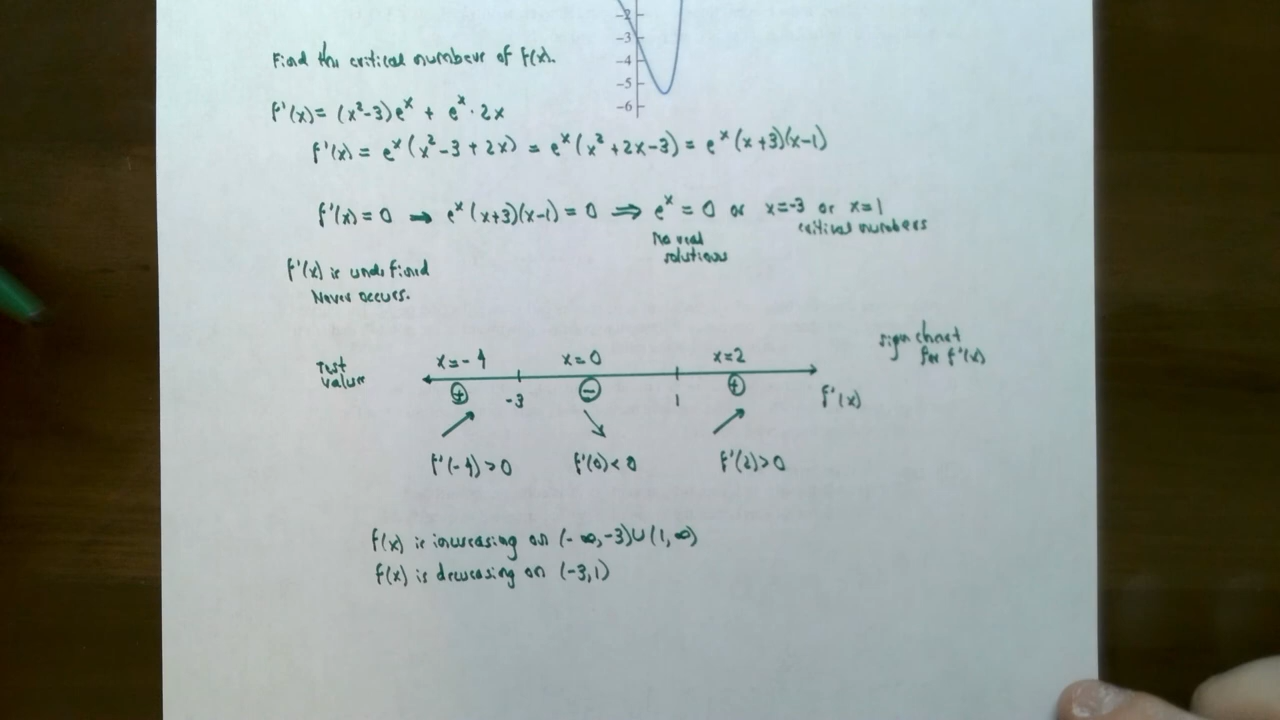 -2
-3
-4
-5
-6
Find the critical numbers of f(x).
f'(x) = (x²-3)eˣ + eˣ · 2x
f'(x) = eˣ(x²-3+2x) = eˣ(x²+2x-3) = eˣ(x+3)(x-1)
f'(x) = 0 → eˣ(x+3)(x-1) = 0 ⇒ eˣ = 0 or x=-3 or x=1
No real solutions
critical numbers
f'(x) is undefined
Never occurs.
sign chart
for f'(x)
Test values
x=-4 x=0 x=2
⊕ -3 ⊖ 1 ⊕ f'(x)
↗ ↘ ↗
f'(-4)>0 f'(0)<0 f'(2)>0
f(x) is increasing on (-∞,-3)∪(1,∞)
f(x) is decreasing on (-3,1)